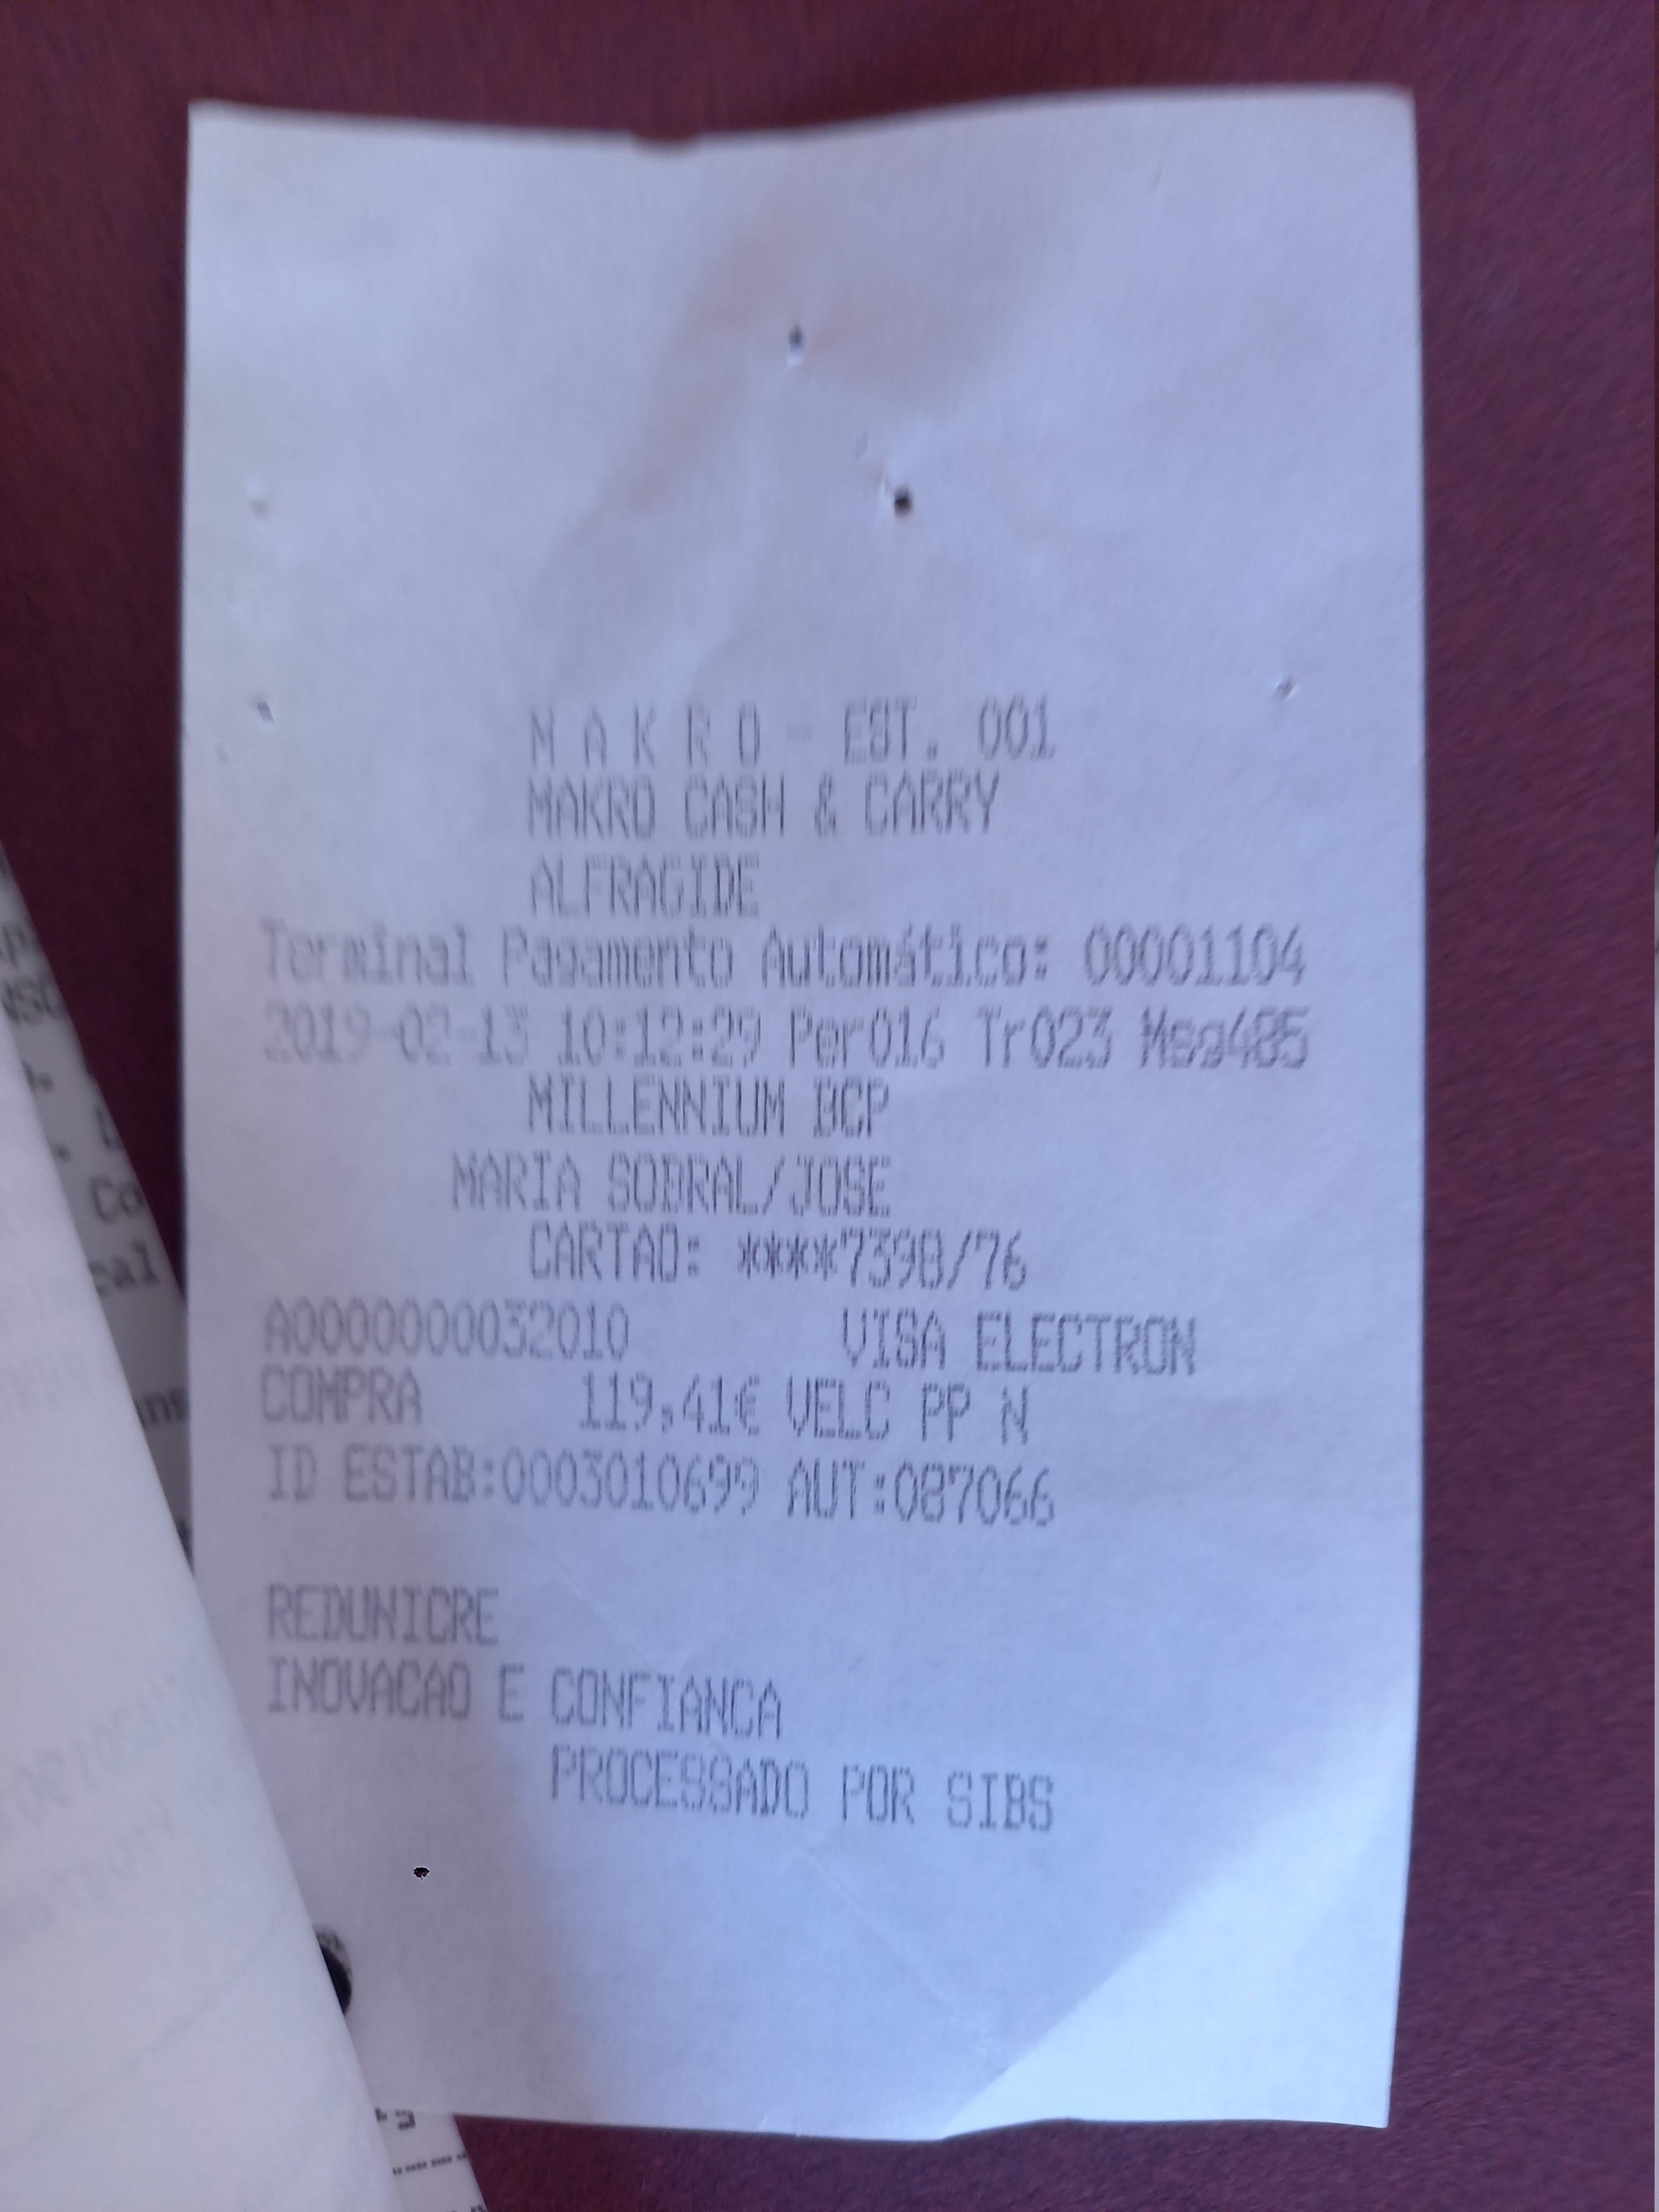 M A K R O - EST. 001
MAKRO CASH & CARRY
ALFRAGIDE
Terminal Pagamento Automático: 00001104
2019-02-13 10:12:29 Per016 Tr023 Msg485
MILLENNIUM BCP
MARIA SOBRAL/JOSE
CARTAO: ****7398/76
A0000000032010 VISA ELECTRON
COMPRA 119,41€ VELC PP N
ID ESTAB:0003010699 AUT:087066
REDUNICRE
INOVACAO E CONFIANCA
PROCESSADO POR SIBS